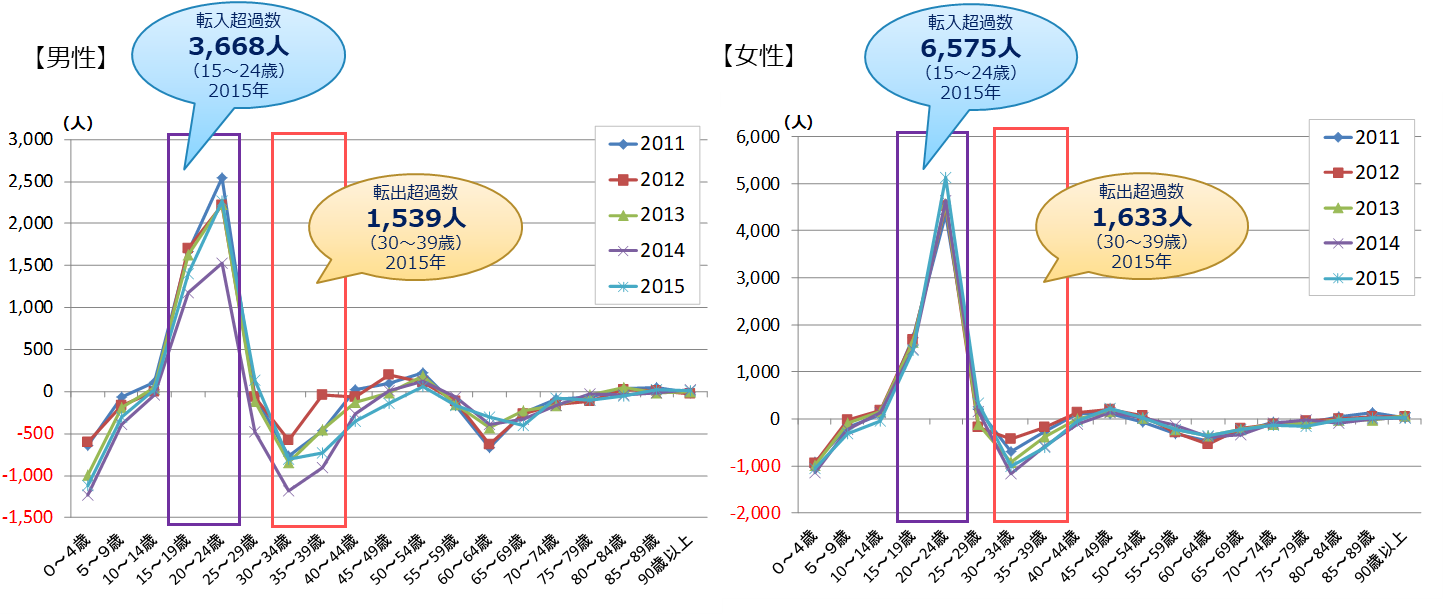 【男性】
転入超過数
3,668人
（15～24歳）
2015年
（人）
3,000
2,500
2,000
1,500
1,000
500
0
-500
-1,000
-1,500
転出超過数
1,539人
（30～39歳）
2015年
2011
2012
2013
2014
2015
0～4歳
5～9歳
10～14歳
15～19歳
20～24歳
25～29歳
30～34歳
35～39歳
40～44歳
45～49歳
50～54歳
55～59歳
60～64歳
65～69歳
70～74歳
75～79歳
80～84歳
85～89歳
90歳以上
【女性】
転入超過数
6,575人
（15～24歳）
2015年
（人）
6,000
5,000
4,000
3,000
2,000
1,000
0
-1,000
-2,000
転出超過数
1,633人
（30～39歳）
2015年
2011
2012
2013
2014
2015
0～4歳
5～9歳
10～14歳
15～19歳
20～24歳
25～29歳
30～34歳
35～39歳
40～44歳
45～49歳
50～54歳
55～59歳
60～64歳
65～69歳
70～74歳
75～79歳
80～84歳
85～89歳
90歳以上